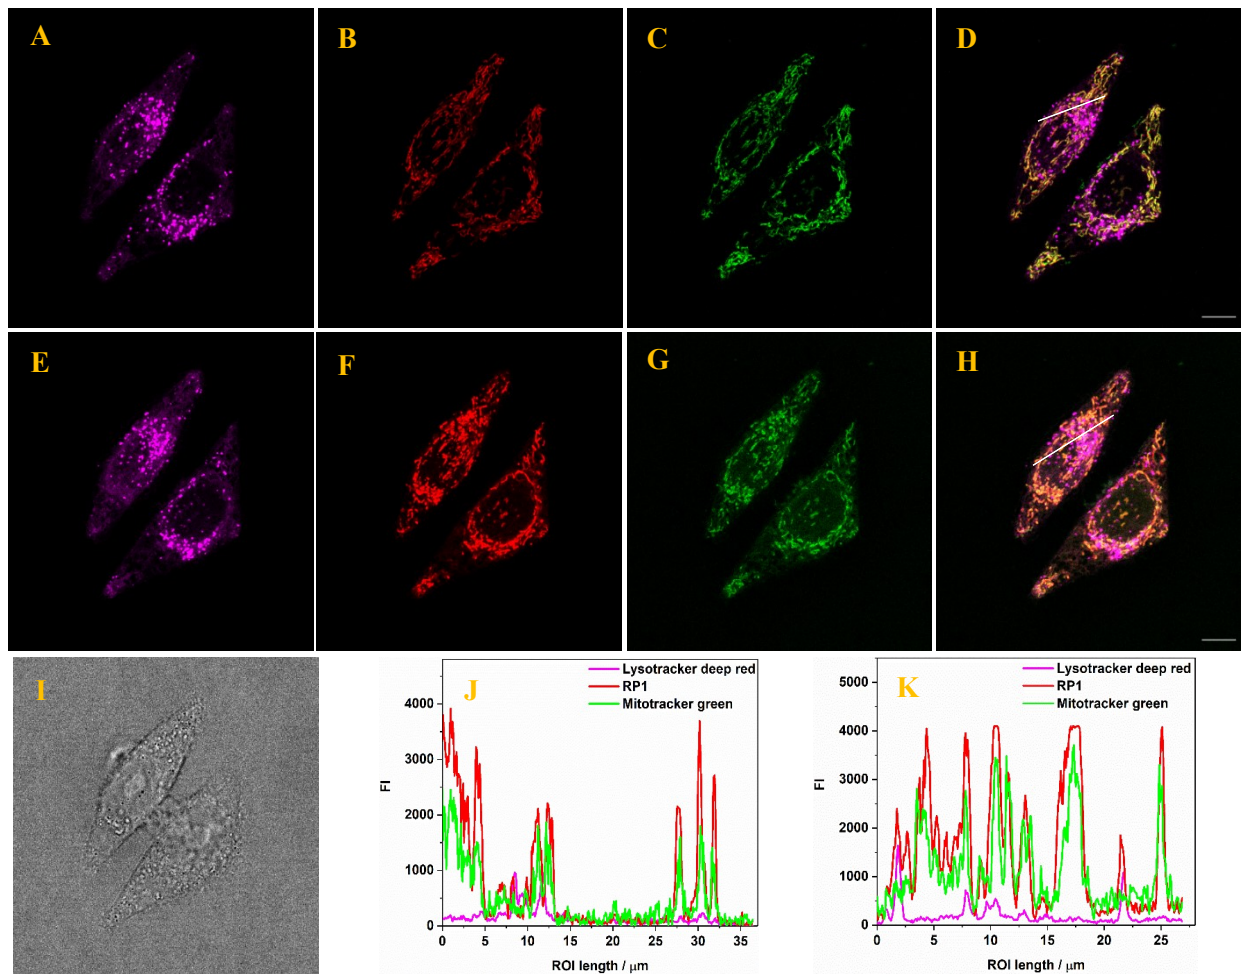 A
B
C
D
E
F
G
H
I
J
Lysotracker deep red
RP1
Mitotracker green
4000
3000
2000
1000
0
FI
0 5 10 15 20 25 30 35
ROI length / μm
K
Lysotracker deep red
RP1
Mitotracker green
5000
4000
3000
2000
1000
0
FI
0 5 10 15 20 25
ROI length / μm